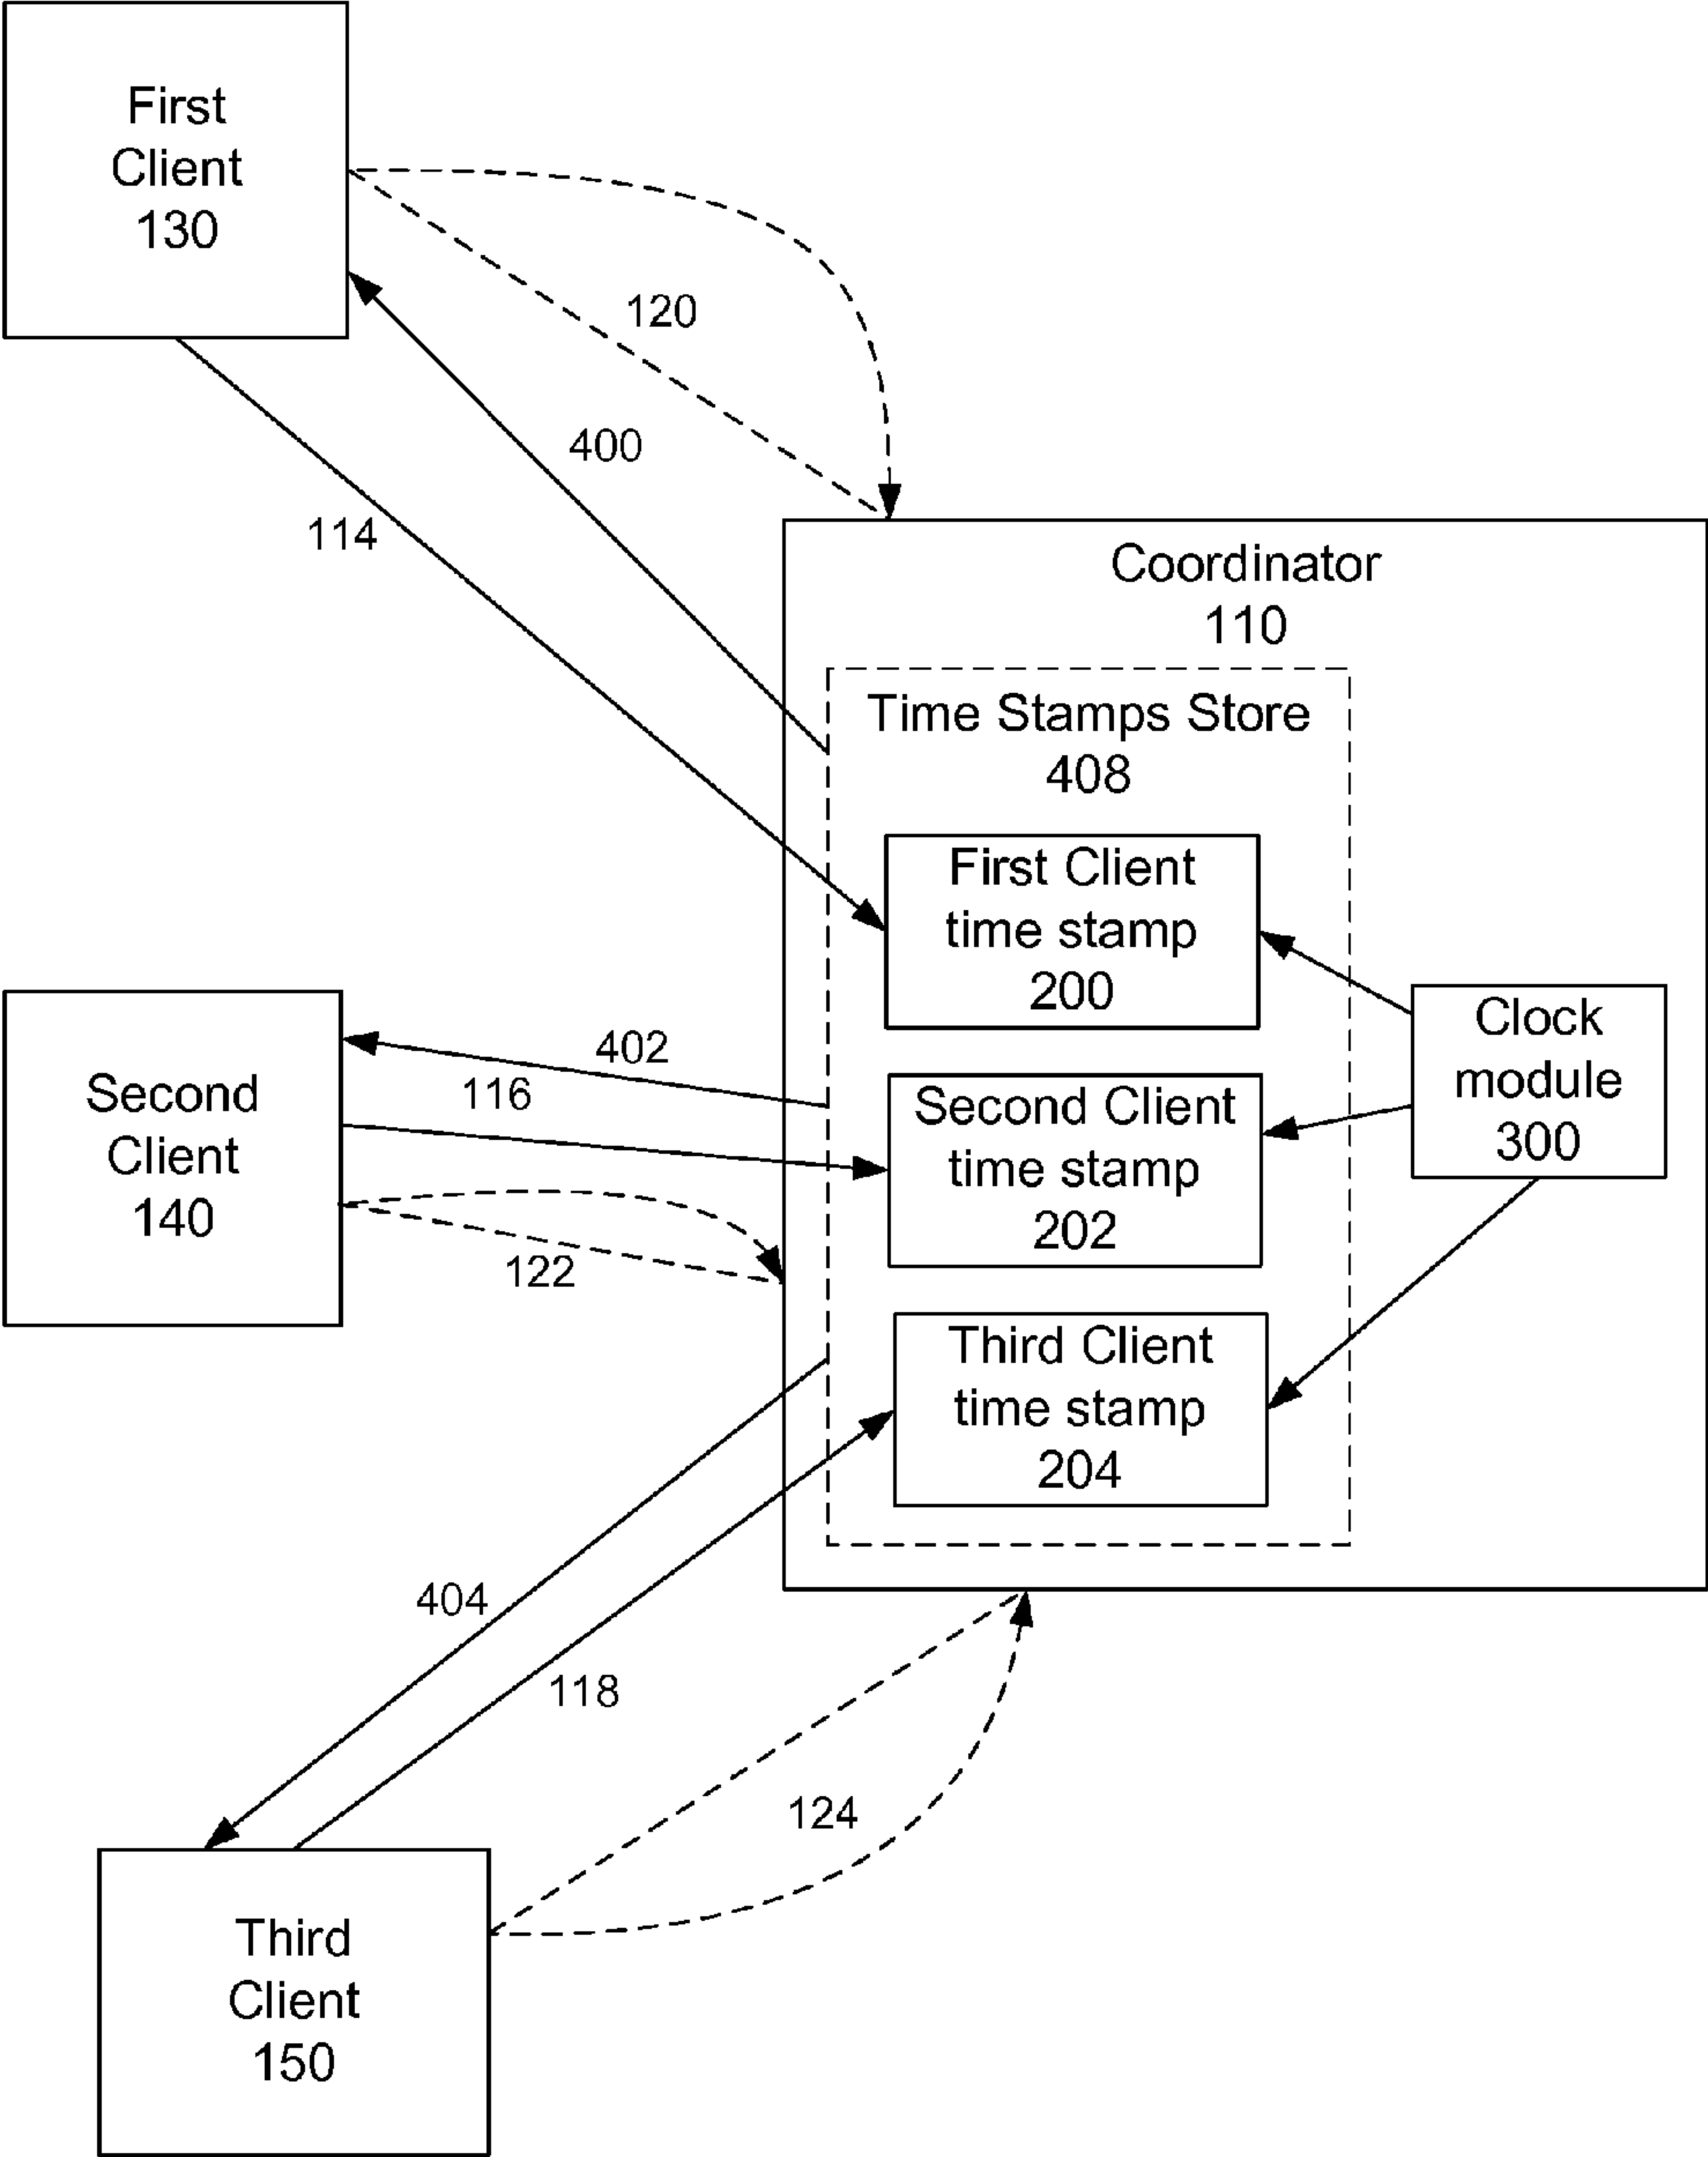 First
Client
130
120
400
114
Coordinator
110
Time Stamps Store
408
First Client
time stamp
200
Clock
module
300
Second
Client
140
402
116
Second Client
time stamp
202
122
Third Client
time stamp
204
404
118
124
Third
Client
150